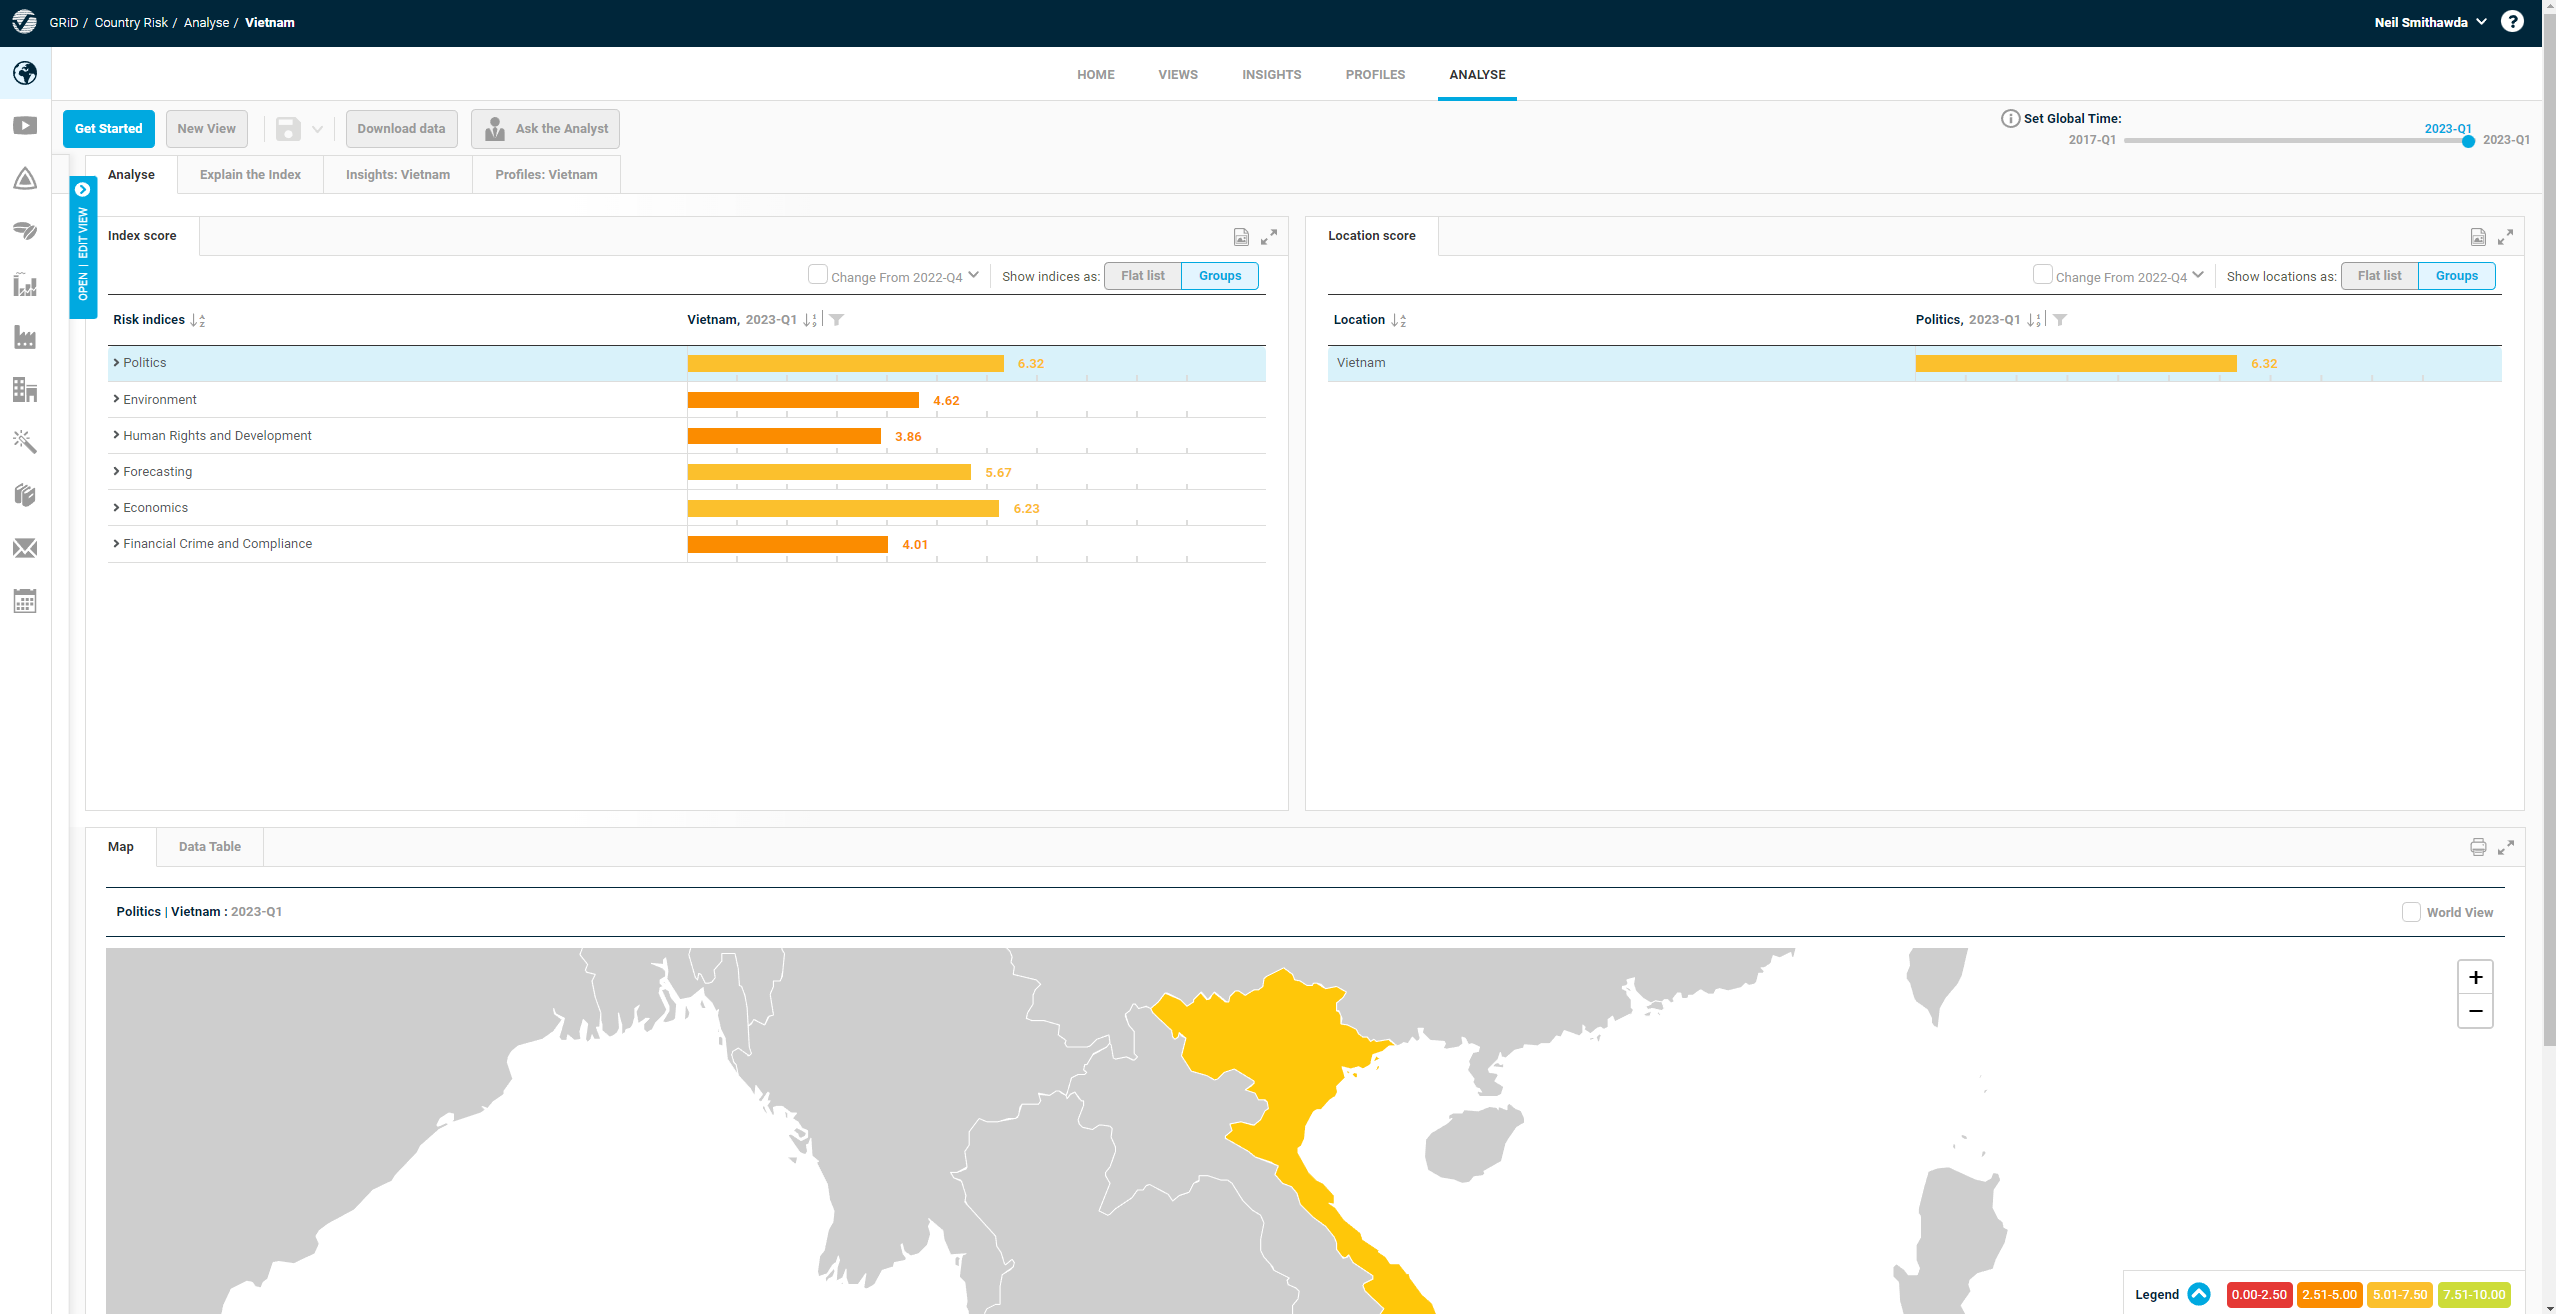 GRiD / Country Risk / Analyse / Vietnam
Neil Smithawda
?
HOME VIEWS INSIGHTS PROFILES ANALYSE
Get Started New View Download data Ask the Analyst
Set Global Time:
2023-Q1
2017-Q1 2023-Q1
Analyse Explain the Index Insights: Vietnam Profiles: Vietnam
OPEN | EDIT VIEW
Index score
Change From 2022-Q4 Show indices as: Flat list Groups
Risk indices Vietnam, 2023-Q1
Politics 6.32
Environment 4.62
Human Rights and Development 3.86
Forecasting 5.67
Economics 6.23
Financial Crime and Compliance 4.01
Location score
Change From 2022-Q4 Show locations as: Flat list Groups
Location Politics, 2023-Q1
Vietnam 6.32
Map Data Table
Politics | Vietnam : 2023-Q1
World View
+
−
Legend 0.00-2.50 2.51-5.00 5.01-7.50 7.51-10.00